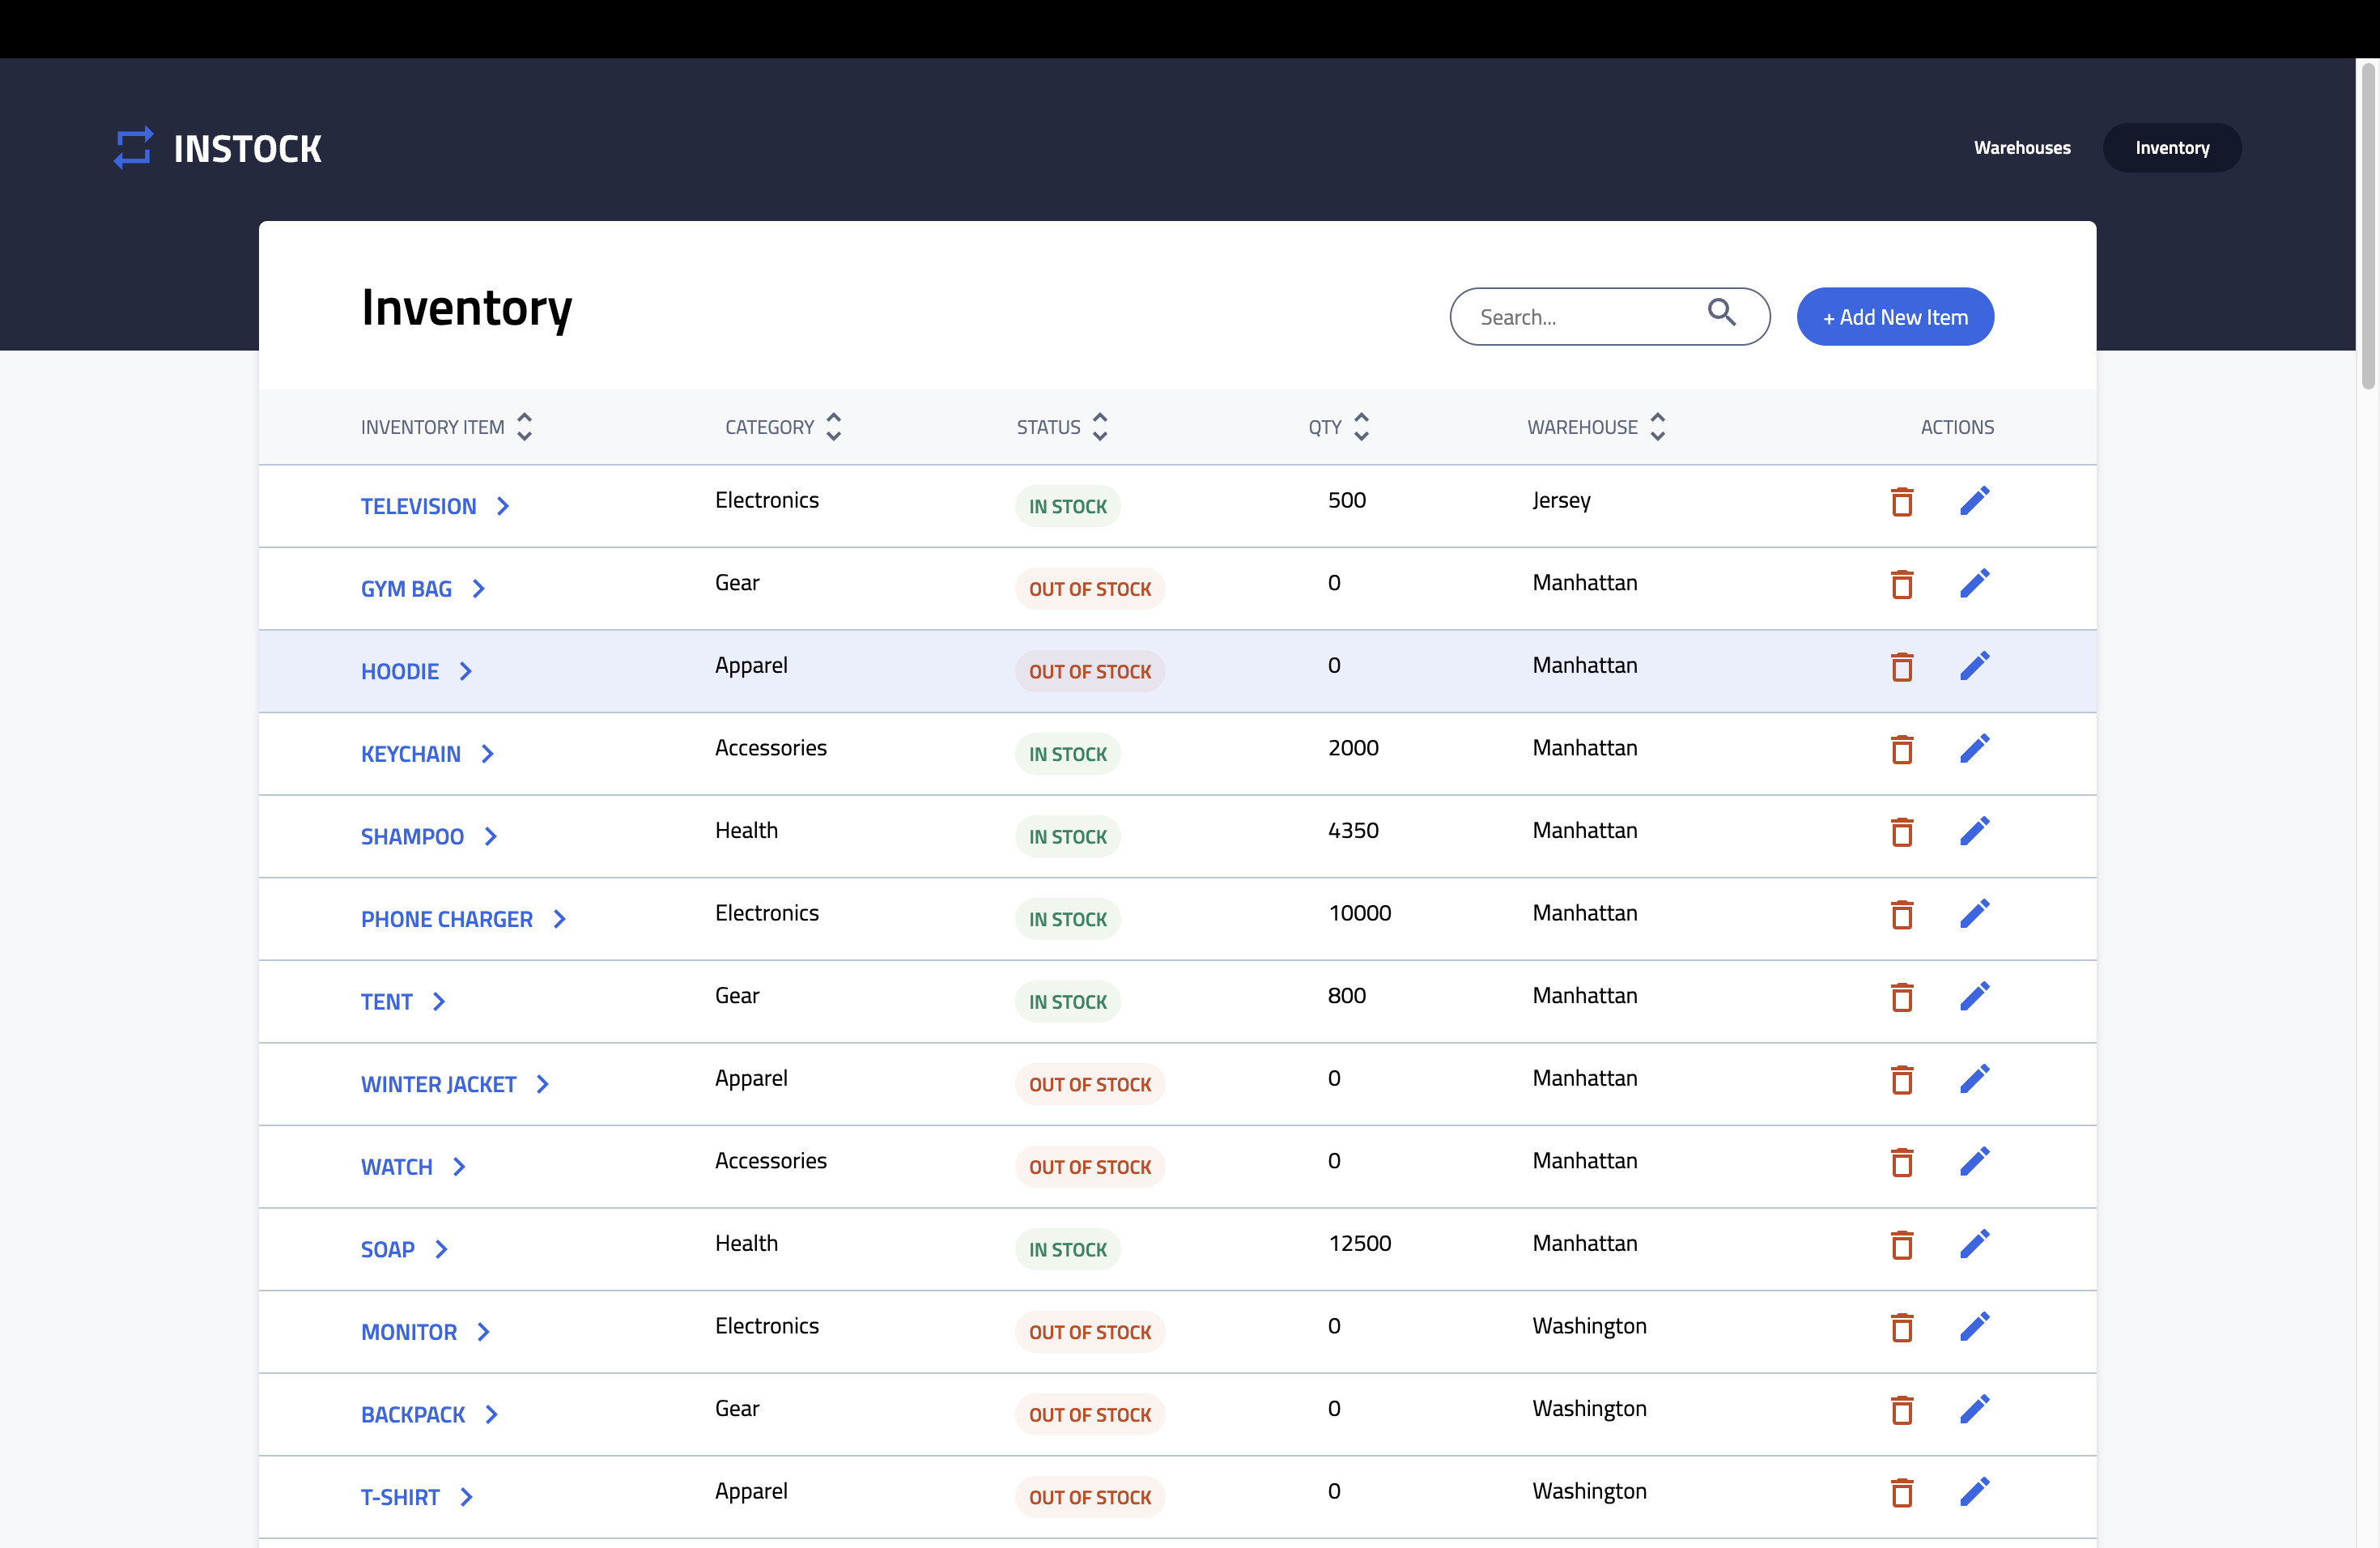 INSTOCK Warehouses Inventory
Inventory Search... + Add New Item
INVENTORY ITEM CATEGORY STATUS QTY WAREHOUSE ACTIONS
TELEVISION Electronics IN STOCK 500 Jersey
GYM BAG Gear OUT OF STOCK 0 Manhattan
HOODIE Apparel OUT OF STOCK 0 Manhattan
KEYCHAIN Accessories IN STOCK 2000 Manhattan
SHAMPOO Health IN STOCK 4350 Manhattan
PHONE CHARGER Electronics IN STOCK 10000 Manhattan
TENT Gear IN STOCK 800 Manhattan
WINTER JACKET Apparel OUT OF STOCK 0 Manhattan
WATCH Accessories OUT OF STOCK 0 Manhattan
SOAP Health IN STOCK 12500 Manhattan
MONITOR Electronics OUT OF STOCK 0 Washington
BACKPACK Gear OUT OF STOCK 0 Washington
T-SHIRT Apparel OUT OF STOCK 0 Washington